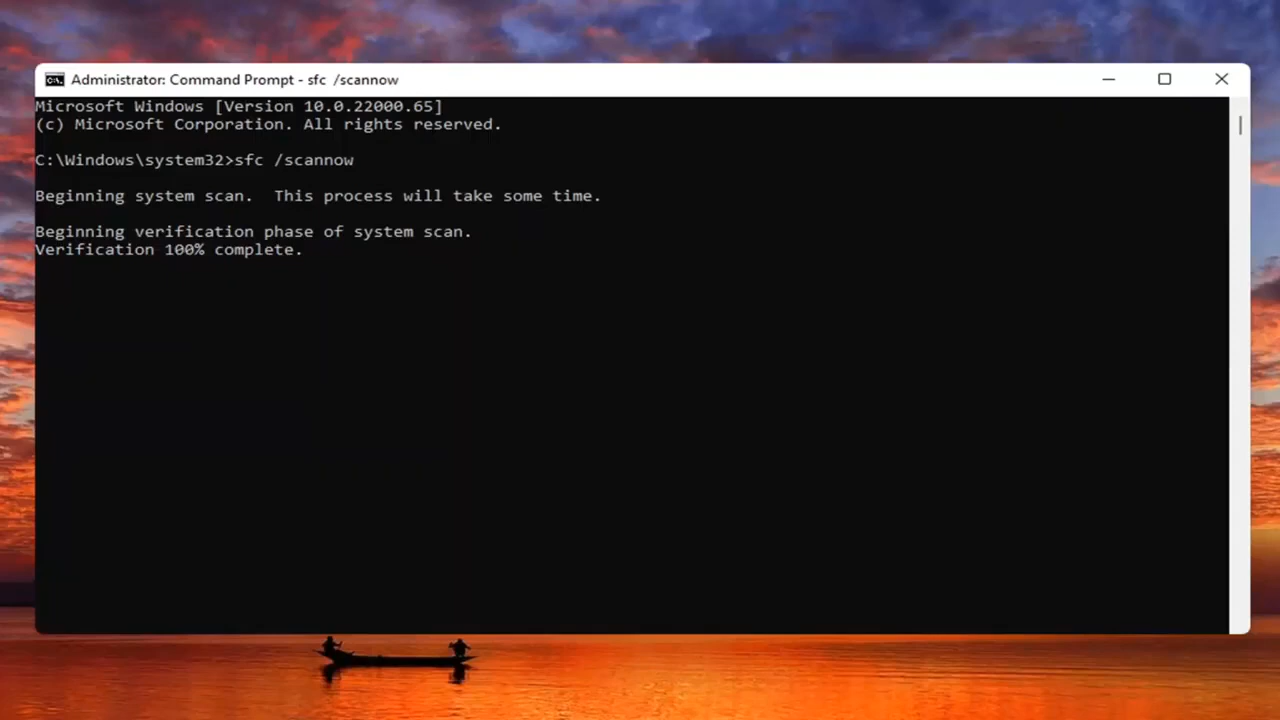 Administrator: Command Prompt - sfc  /scannow
Microsoft Windows [Version 10.0.22000.65]
(c) Microsoft Corporation. All rights reserved.
C:\Windows\system32>sfc /scannow
Beginning system scan.  This process will take some time.
Beginning verification phase of system scan.
Verification 100% complete.